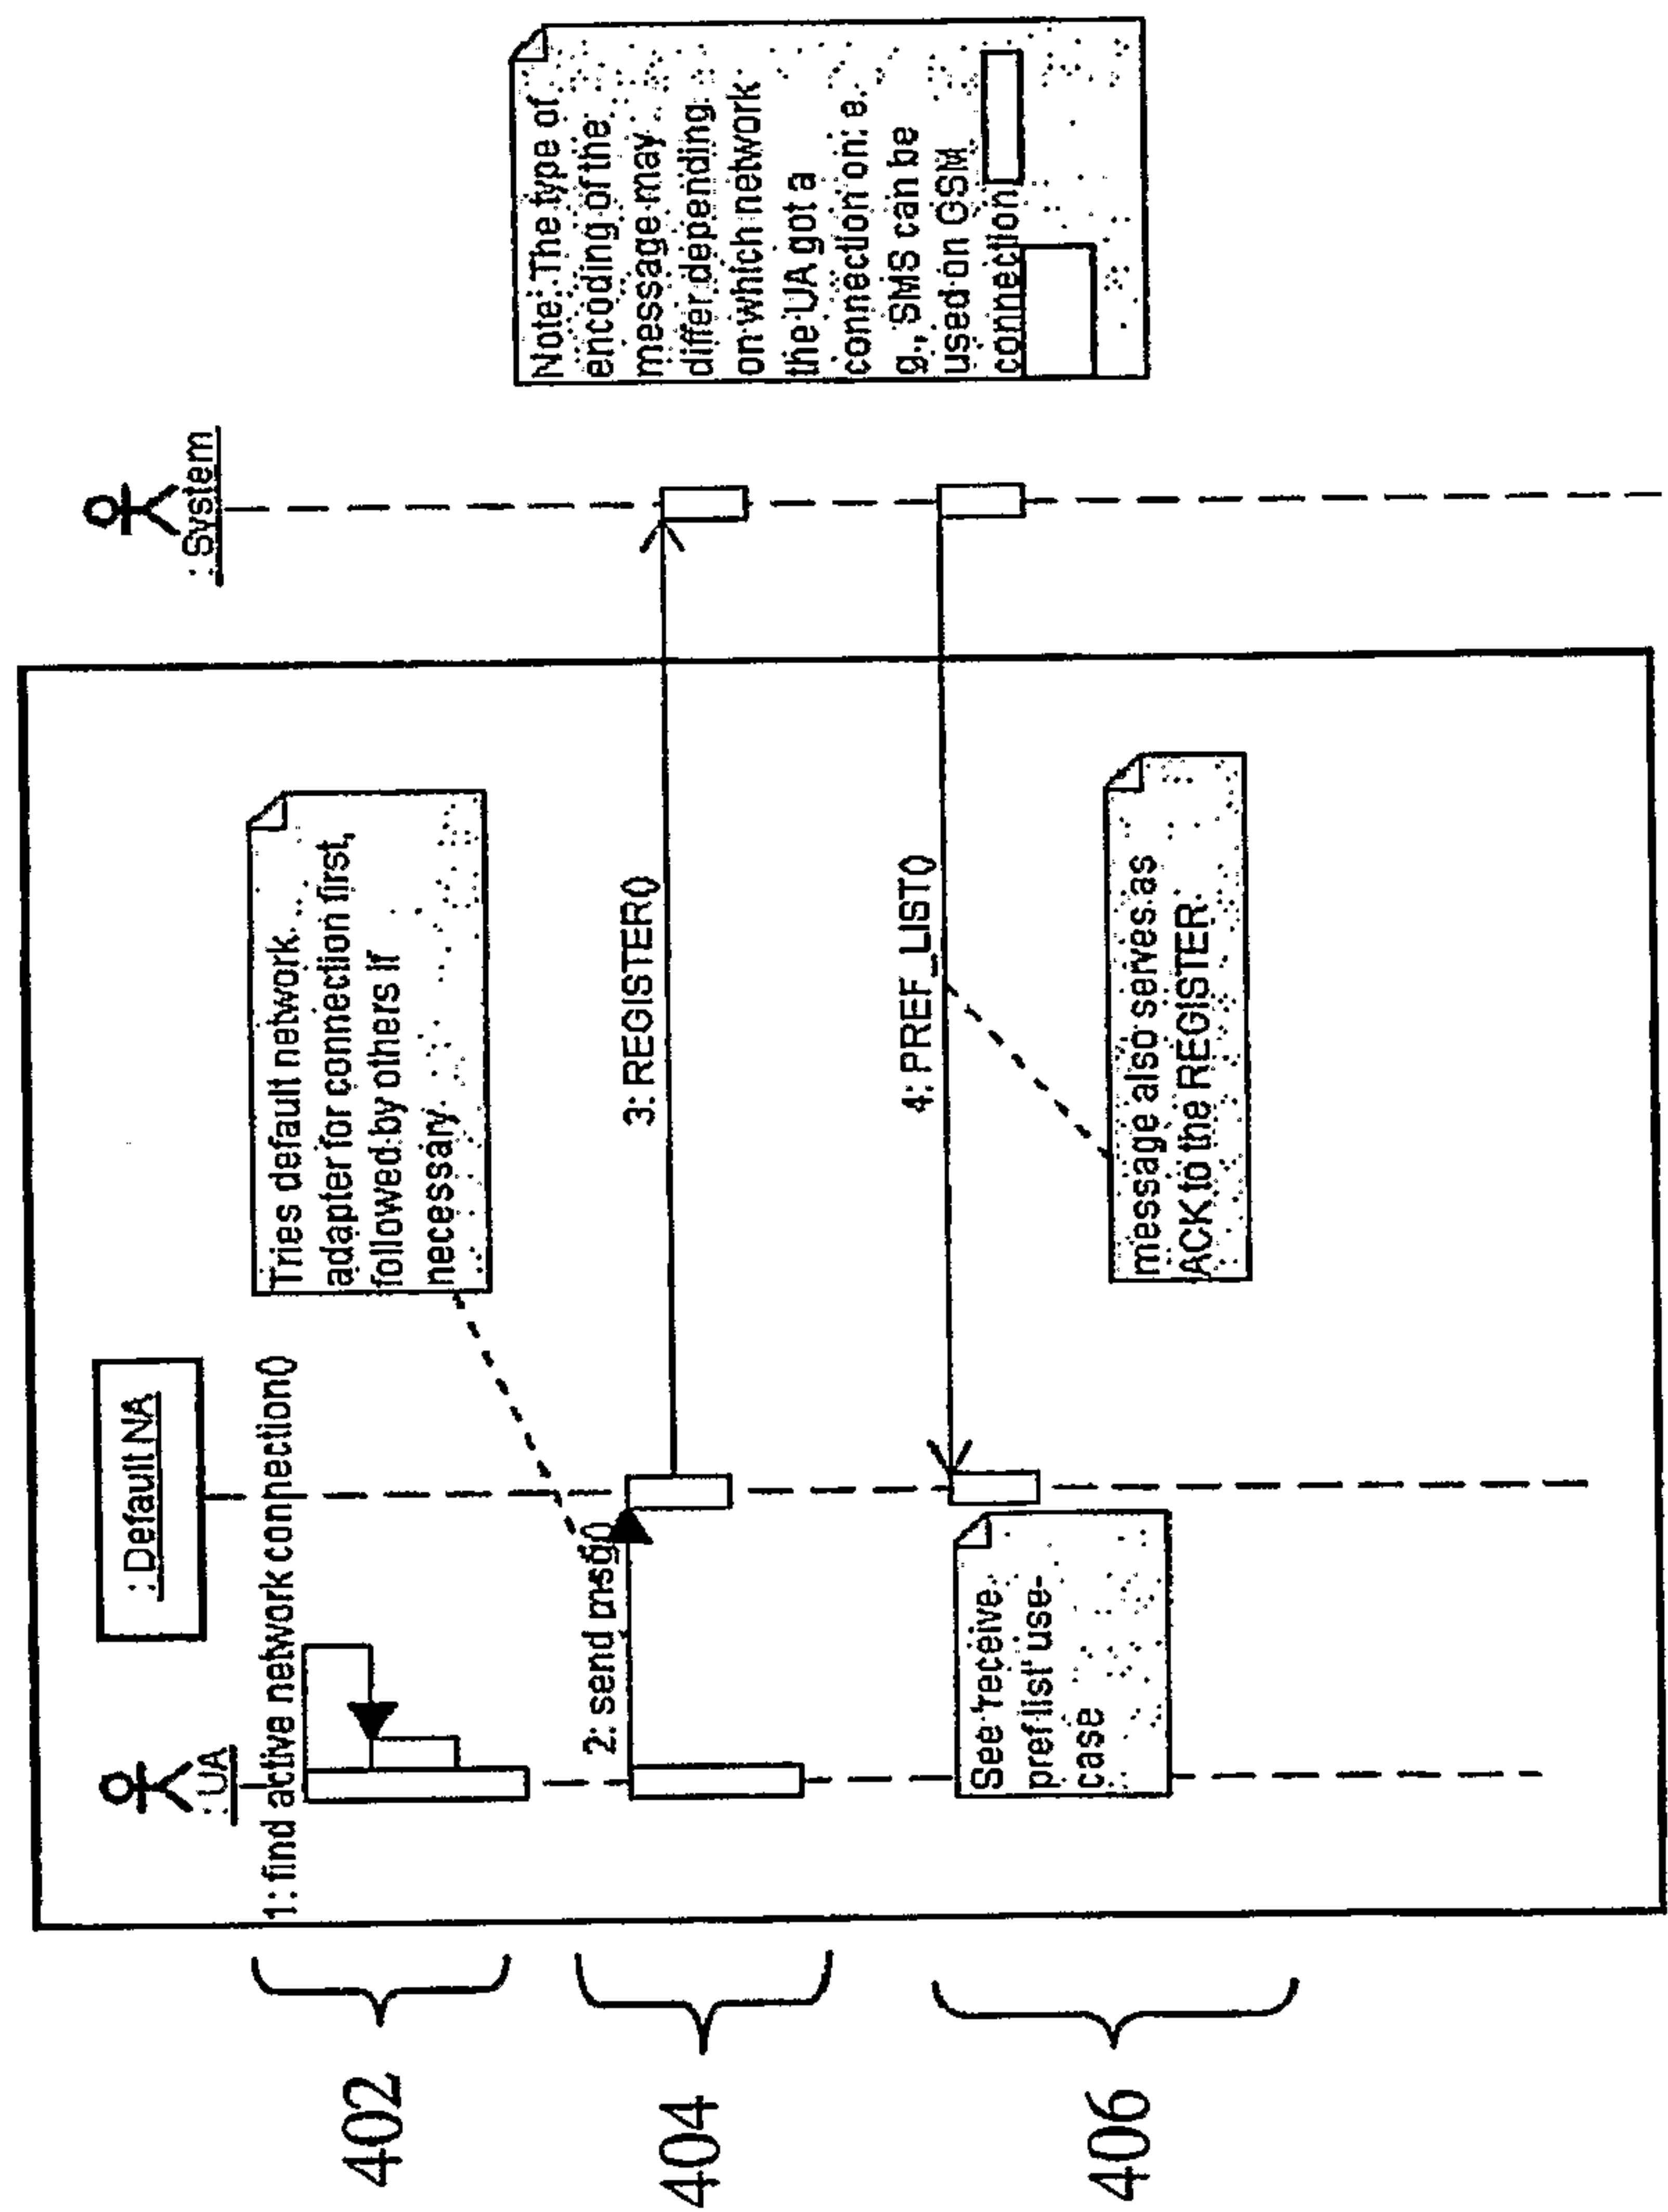 : UA
: Default NA
: System
1: find active network connection()
Tries default network
adapter for connection first,
followed by others if
necessary.
Note: The type of
encoding of the
message may
differ depending
on which network
the UA got a
connection on; e.
g., SMS can be
used on GSM
connection
2: send msg()
3: REGISTER()
4: PREF_LIST()
See 'receive
pref list' use-
case
message also serves as
ACK to the REGISTER.
402
404
406